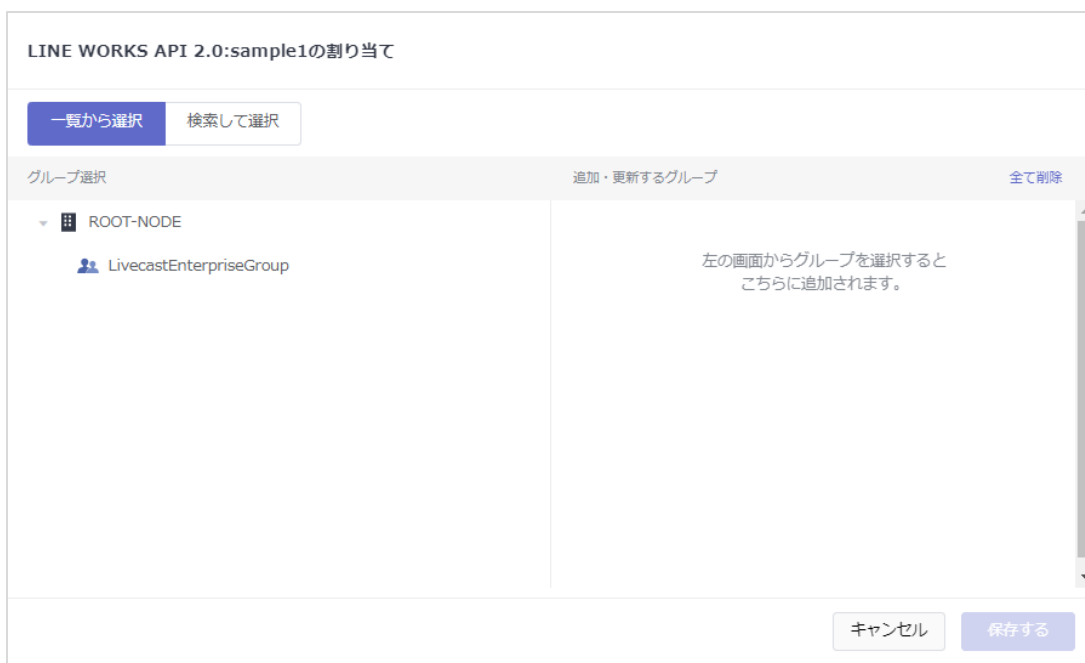 LINE WORKS API 2.0:sample1の割り当て
一覧から選択
検索して選択
グループ選択
追加・更新するグループ
全て削除
ROOT-NODE
LivecastEnterpriseGroup
左の画面からグループを選択すると
こちらに追加されます。
キャンセル
保存する